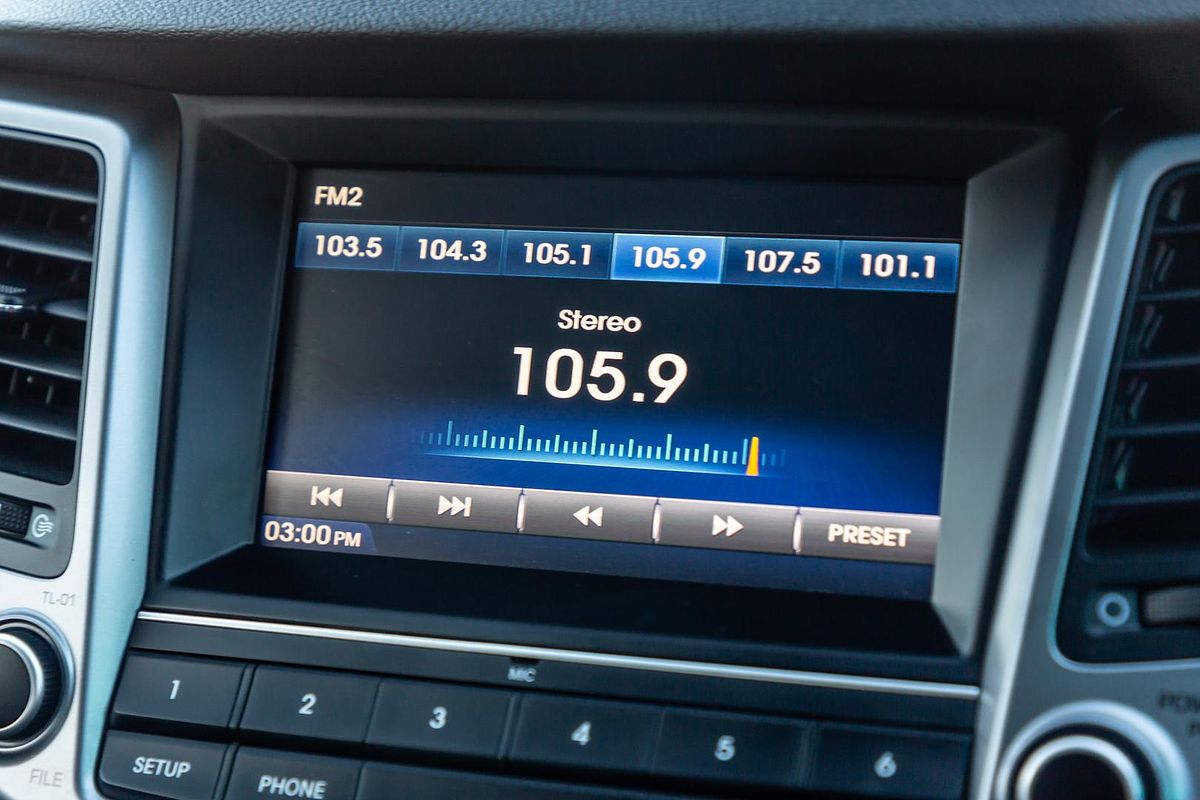 FM2
103.5 104.3 105.1 105.9 107.5 101.1
Stereo
105.9
PRESET
03:00 PM
TL-01
MIC
1 2 3 4 5 6
SETUP PHONE
FILE